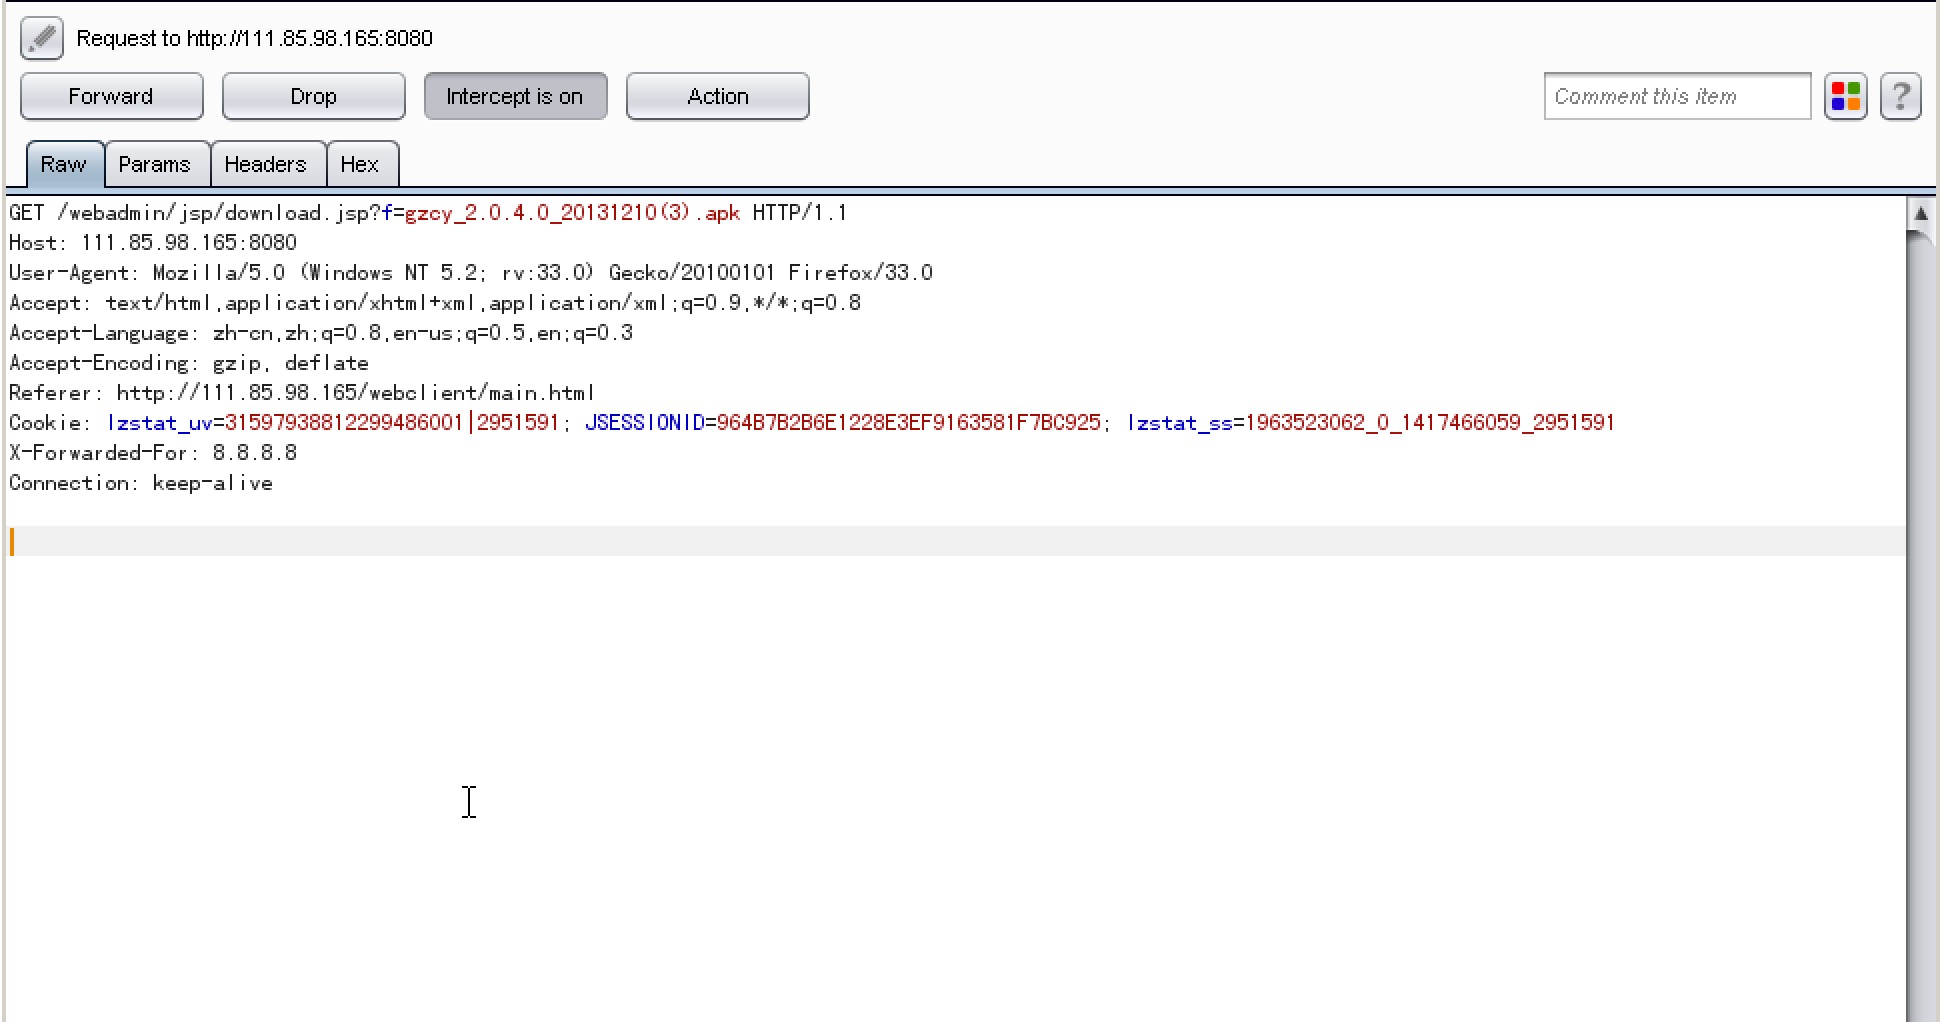 Request to http://111.85.98.165:8080
Forward Drop Intercept is on Action Comment this item ?
Raw Params Headers Hex
GET /webadmin/jsp/download.jsp?f=gzcy_2.0.4.0_20131210(3).apk HTTP/1.1
Host: 111.85.98.165:8080
User-Agent: Mozilla/5.0 (Windows NT 5.2; rv:33.0) Gecko/20100101 Firefox/33.0
Accept: text/html,application/xhtml+xml,application/xml;q=0.9,*/*;q=0.8
Accept-Language: zh-cn,zh;q=0.8,en-us;q=0.5,en;q=0.3
Accept-Encoding: gzip, deflate
Referer: http://111.85.98.165/webclient/main.html
Cookie: lzstat_uv=31597938812299486001|2951591; JSESSIONID=964B7B2B6E1228E3EF9163581F7BC925; lzstat_ss=1963523062_0_1417466059_2951591
X-Forwarded-For: 8.8.8.8
Connection: keep-alive